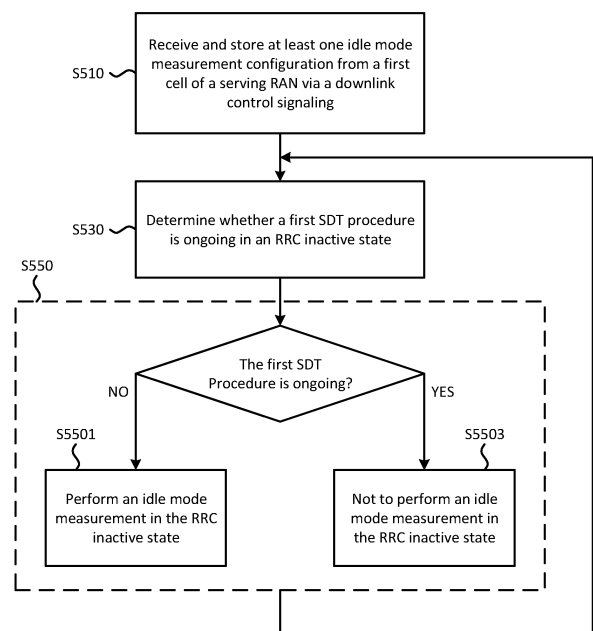 Receive and store at least one idle mode
measurement configuration from a first
cell of a serving RAN via a downlink
control signaling
S510
Determine whether a first SDT procedure
is ongoing in an RRC inactive state
S530
S550
The first SDT
Procedure is ongoing?
NO
YES
S5501
S5503
Perform an idle mode
measurement in the RRC
inactive state
Not to perform an idle
mode measurement in
the RRC inactive state